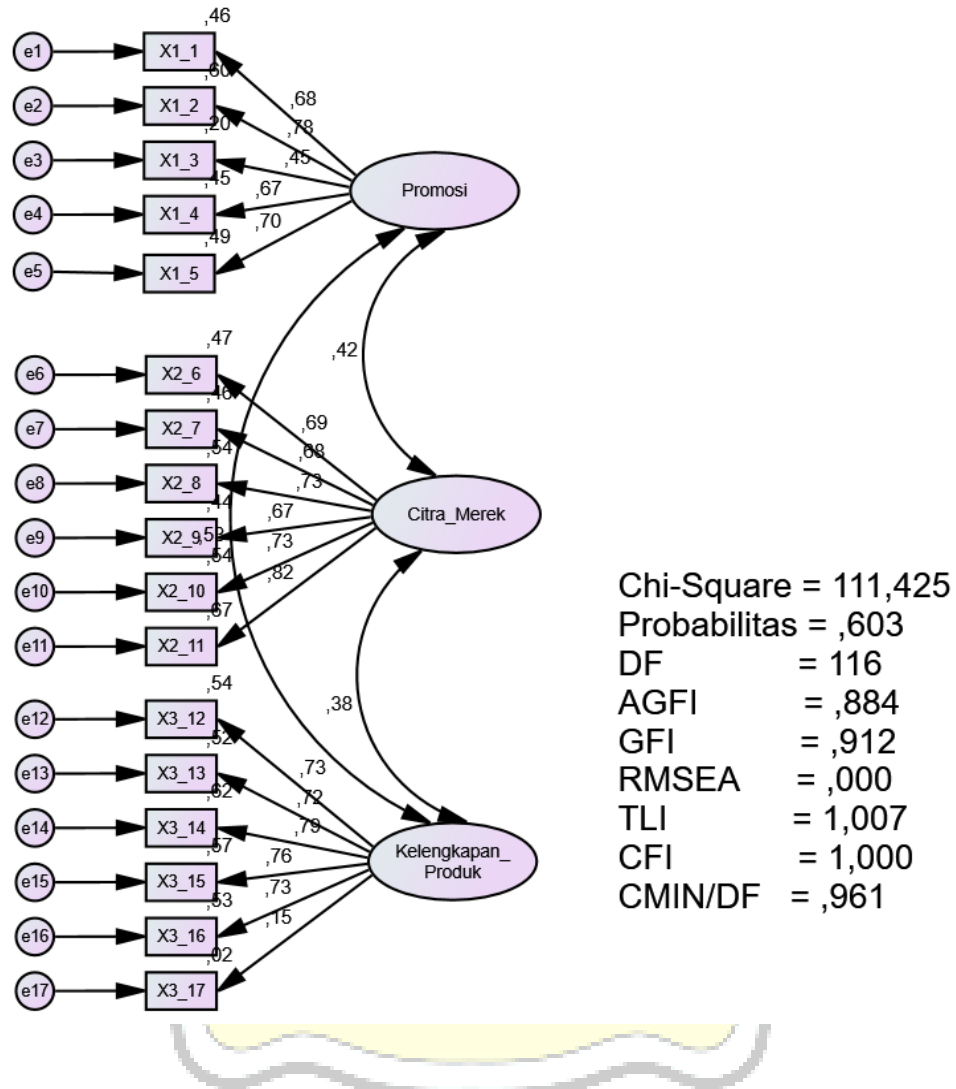 ,46
e1 X1_1
,60
,68
e2 X1_2
,20
,78
e3 X1_3
,45
,45
e4 X1_4
,67
,49
,70
e5 X1_5
Promosi
,42
,47
e6 X2_6
,46
,69
e7 X2_7
,54
,68
e8 X2_8
,44
,73
e9 X2_9
,53
,54
,67
e10 X2_10
,67
,73
e11 X2_11
,82
Citra_Merek
,38
,54
e12 X3_12
,52
,73
e13 X3_13
,62
,72
e14 X3_14
,57
,79
e15 X3_15
,53
,76
e16 X3_16
,02
,73
e17 X3_17
,15
Kelengkapan_
Produk
Chi-Square = 111,425
Probabilitas = ,603
DF = 116
AGFI = ,884
GFI = ,912
RMSEA = ,000
TLI = 1,007
CFI = 1,000
CMIN/DF = ,961